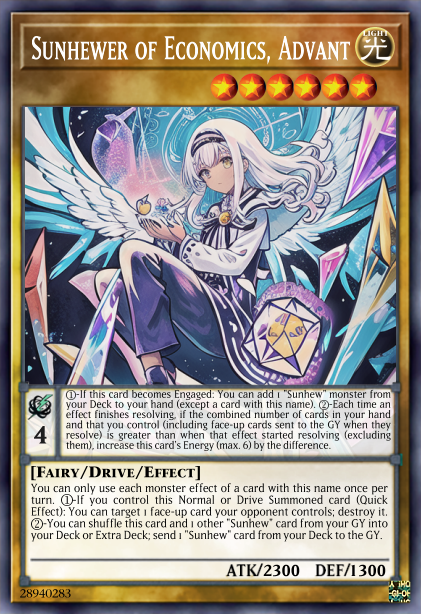 Sunhewer of Economics, Advant
LIGHT
光
①-If this card becomes Engaged: You can add 1 "Sunhew" monster from
your Deck to your hand (except a card with this name). ②-Each time an
effect finishes resolving, if the combined number of cards in your hand
and that you control (including face-up cards sent to the GY when they
resolve) is greater than when that effect started resolving (excluding
them), increase this card's Energy (max. 6) by the difference.
4
[Fairy/Drive/Effect]
You can only use each monster effect of a card with this name once per
turn. ①-If you control this Normal or Drive Summoned card (Quick
Effect): You can target 1 face-up card your opponent controls; destroy it.
②-You can shuffle this card and 1 other "Sunhew" card from your GY into
your Deck or Extra Deck; send 1 "Sunhew" card from your Deck to the GY.
ATK/2300 DEF/1300
28940283